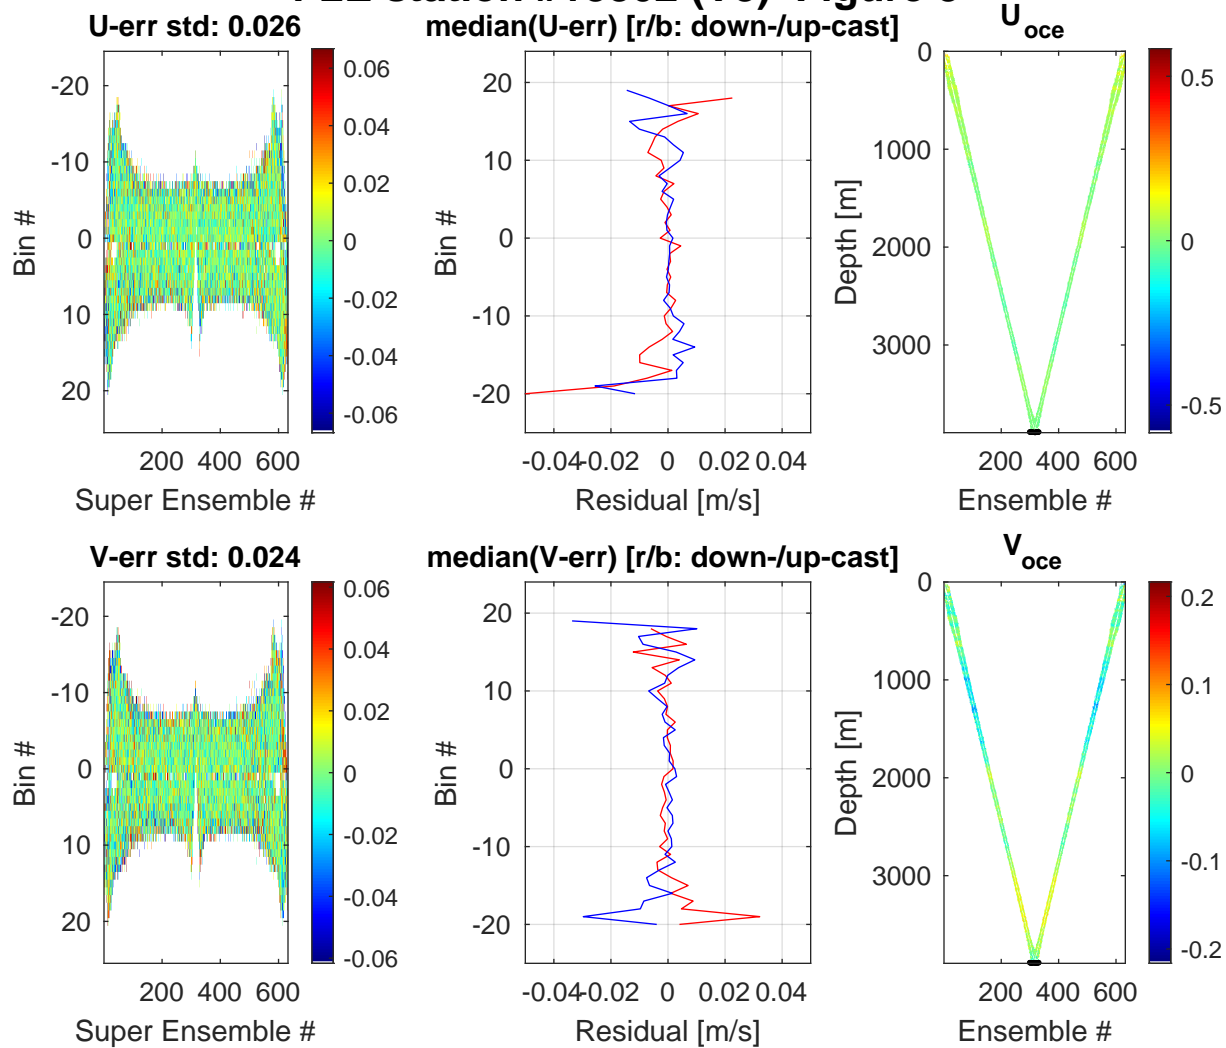 U-err std: 0.026
-20
-10
0
10
20
Bin #
200 400 600
Super Ensemble #
0.06
0.04
0.02
0
-0.02
-0.04
-0.06
median(U-err) [r/b: down-/up-cast]
20
10
0
-10
-20
Bin #
-0.04 -0.02 0 0.02 0.04
Residual [m/s]
U oce
0
1000
2000
3000
Depth [m]
200 400 600
Ensemble #
0.5
0
-0.5
V-err std: 0.024
-20
-10
0
10
20
Bin #
200 400 600
Super Ensemble #
0.06
0.04
0.02
0
-0.02
-0.04
-0.06
median(V-err) [r/b: down-/up-cast]
20
10
0
-10
-20
Bin #
-0.04 -0.02 0 0.02 0.04
Residual [m/s]
V oce
0
1000
2000
3000
Depth [m]
200 400 600
Ensemble #
0.2
0.1
0
-0.1
-0.2